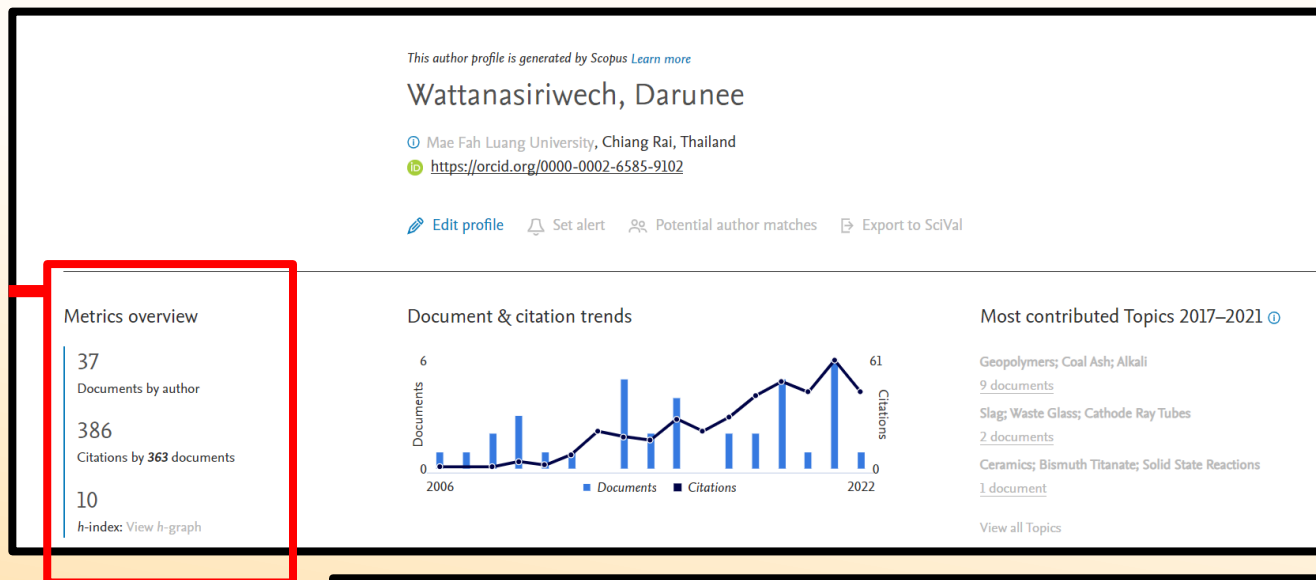 This author profile is generated by Scopus Learn more
Wattanasiriwech, Darunee
Mae Fah Luang University, Chiang Rai, Thailand
iD https://orcid.org/0000-0002-6585-9102
Edit profile Set alert Potential author matches Export to SciVal
Metrics overview
37
Documents by author
386
Citations by 363 documents
10
h-index: View h-graph
Document & citation trends
6
61
Documents
Citations
0
0
2006
Documents Citations
2022
Most contributed Topics 2017–2021
Geopolymers; Coal Ash; Alkali
9 documents
Slag; Waste Glass; Cathode Ray Tubes
2 documents
Ceramics; Bismuth Titanate; Solid State Reactions
1 document
View all Topics